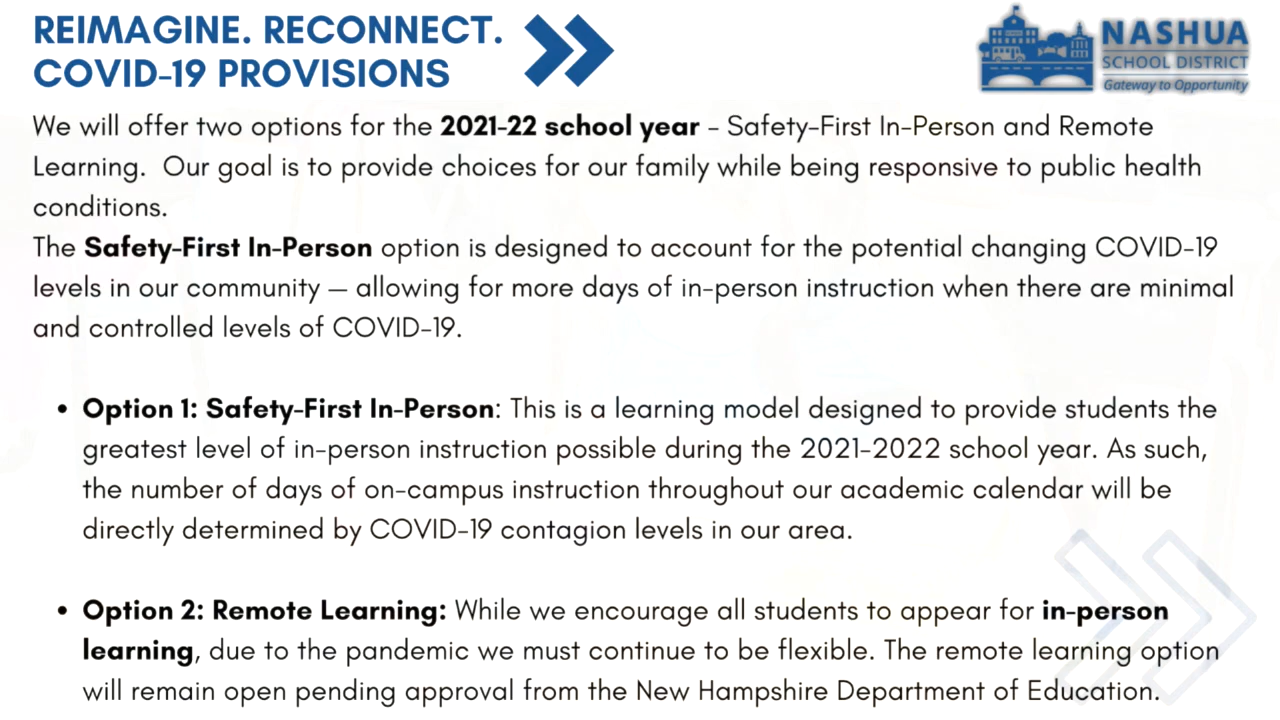 REIMAGINE. RECONNECT.
COVID-19 PROVISIONS
NASHUA
SCHOOL DISTRICT
Gateway to Opportunity
We will offer two options for the 2021-22 school year - Safety-First In-Person and Remote
Learning. Our goal is to provide choices for our family while being responsive to public health
conditions.
The Safety-First In-Person option is designed to account for the potential changing COVID-19
levels in our community — allowing for more days of in-person instruction when there are minimal
and controlled levels of COVID-19.
• Option 1: Safety-First In-Person: This is a learning model designed to provide students the
greatest level of in-person instruction possible during the 2021-2022 school year. As such,
the number of days of on-campus instruction throughout our academic calendar will be
directly determined by COVID-19 contagion levels in our area.
• Option 2: Remote Learning: While we encourage all students to appear for in-person
learning, due to the pandemic we must continue to be flexible. The remote learning option
will remain open pending approval from the New Hampshire Department of Education.